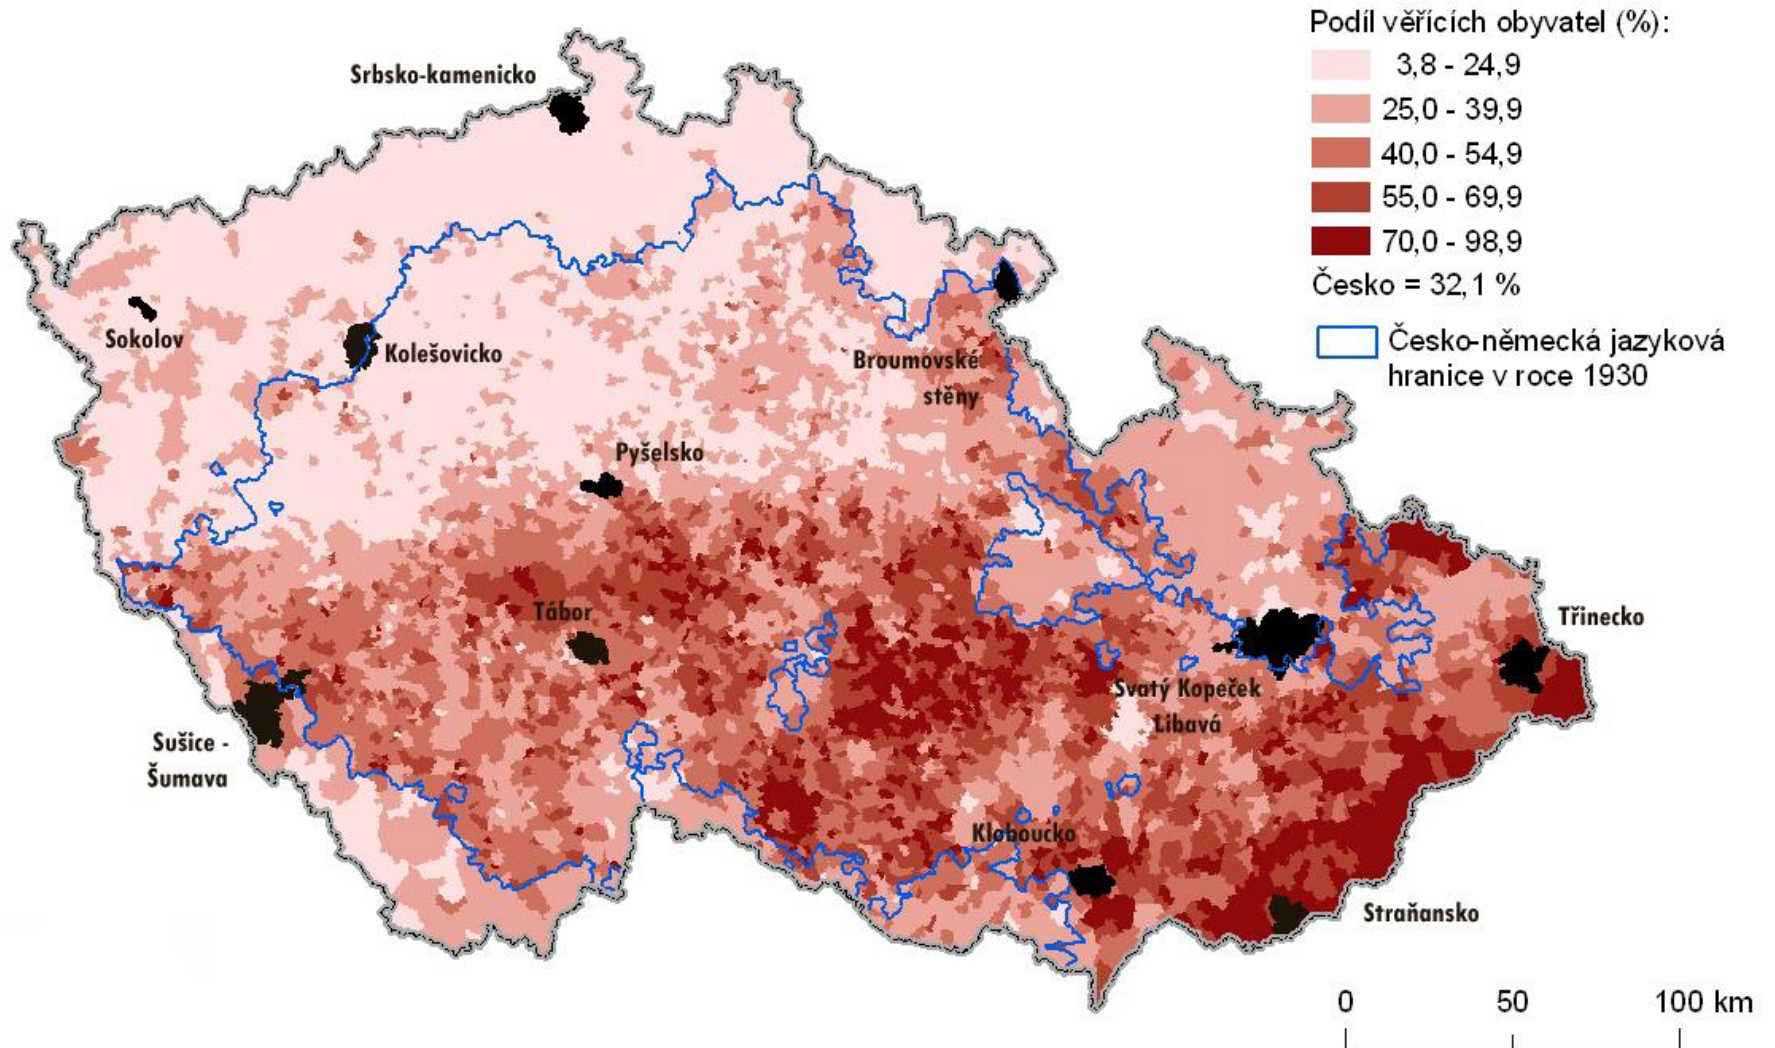 Podíl věřících obyvatel (%):
3,8 - 24,9
25,0 - 39,9
40,0 - 54,9
55,0 - 69,9
70,0 - 98,9
Česko = 32,1 %
Česko-německá jazyková
hranice v roce 1930
Srbsko-kamenicko
Sokolov
Kolešovicko
Broumovské
stěny
Pyšelsko
Tábor
Třinecko
Svatý Kopeček
Libavá
Sušice -
Šumava
Kloboucko
Straňansko
0 50 100 km